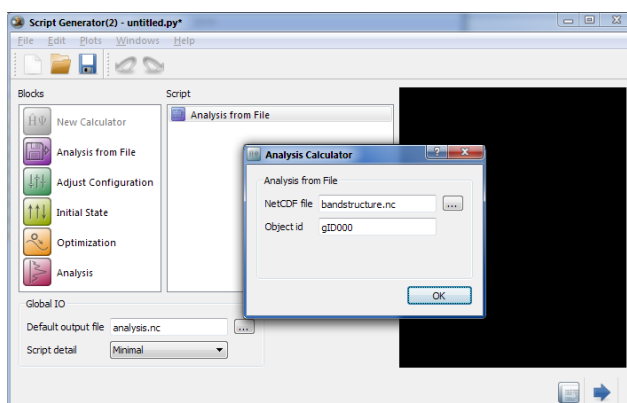 Script Generator(2) - untitled.py*
File Edit Plots Windows Help
Blocks
Script
New Calculator
Analysis from File
Adjust Configuration
Initial State
Optimization
Analysis
Analysis from File
Analysis Calculator
Analysis from File
NetCDF file bandstructure.nc ...
Object id gID000
OK
Global IO
Default output file analysis.nc ...
Script detail Minimal